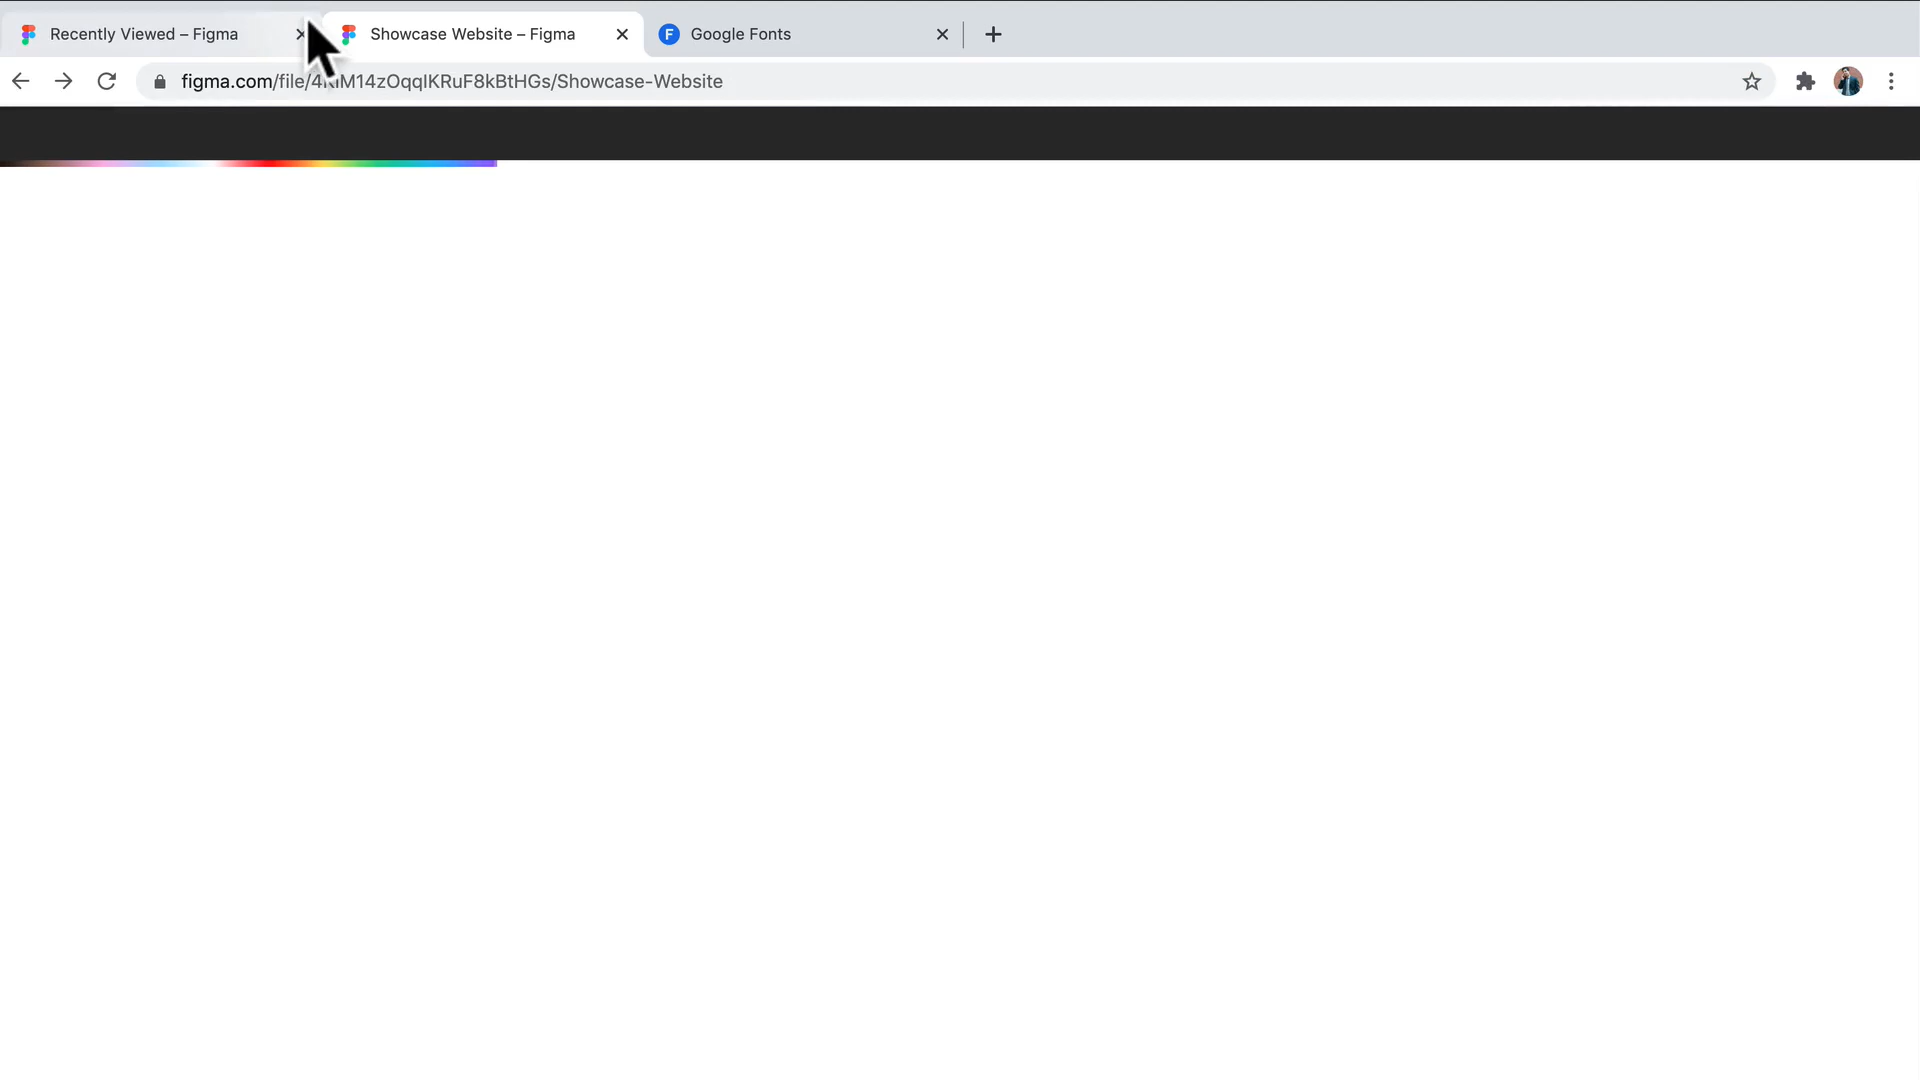 Recently Viewed – Figma
Showcase Website – Figma
F Google Fonts
figma.com/file/
M14zOqqIKRuF8kBtHGs/Showcase-Website